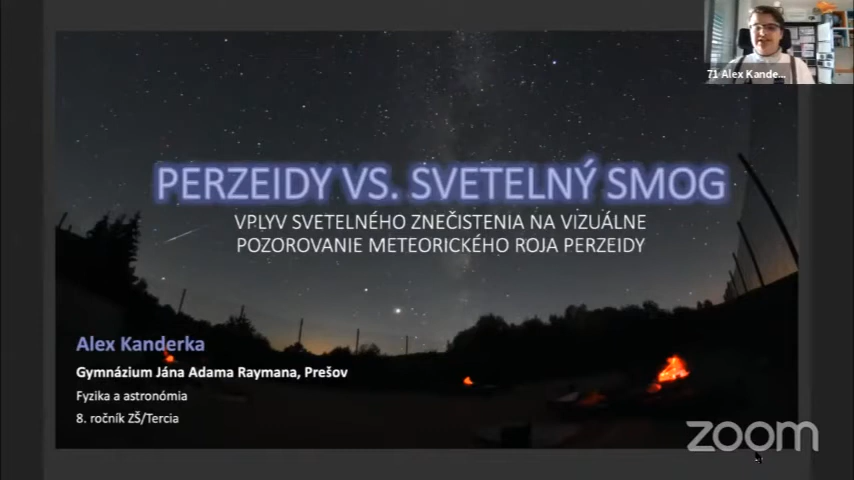 71 Alex Kande...
PERZEIDY VS. SVETELNÝ SMOG
VPLYV SVETELNÉHO ZNEČISTENIA NA VIZUÁLNE
POZOROVANIE METEORICKÉHO ROJA PERZEIDY
Alex Kanderka
Gymnázium Jána Adama Raymana, Prešov
Fyzika a astronómia
8. ročník ZŠ/Tercia
zoom